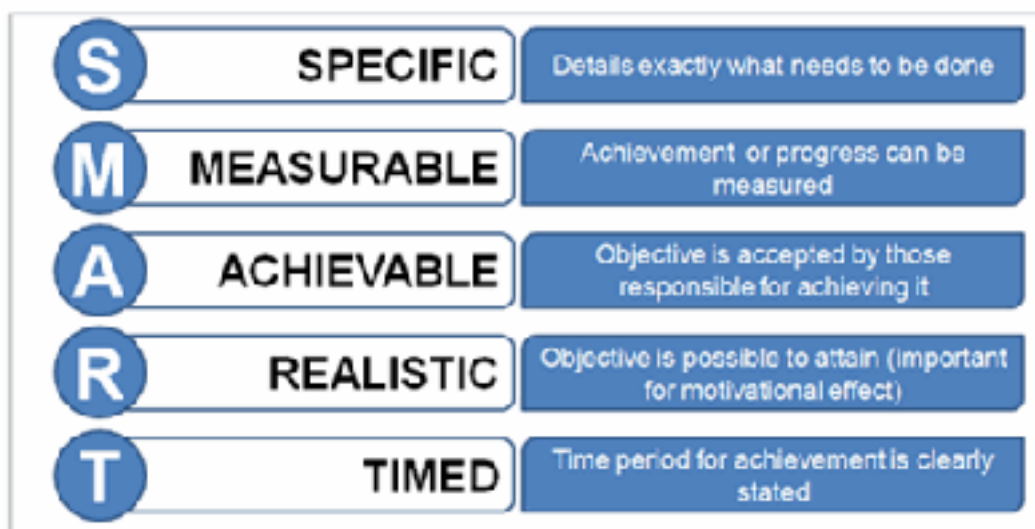 S SPECIFIC Details exactly what needs to be done
M MEASURABLE Achievement or progress can be
measured
A ACHIEVABLE Objective is accepted by those
responsible for achieving it
R REALISTIC Objective is possible to attain (important
for motivational effect)
T TIMED Time period for achievement is clearly
stated